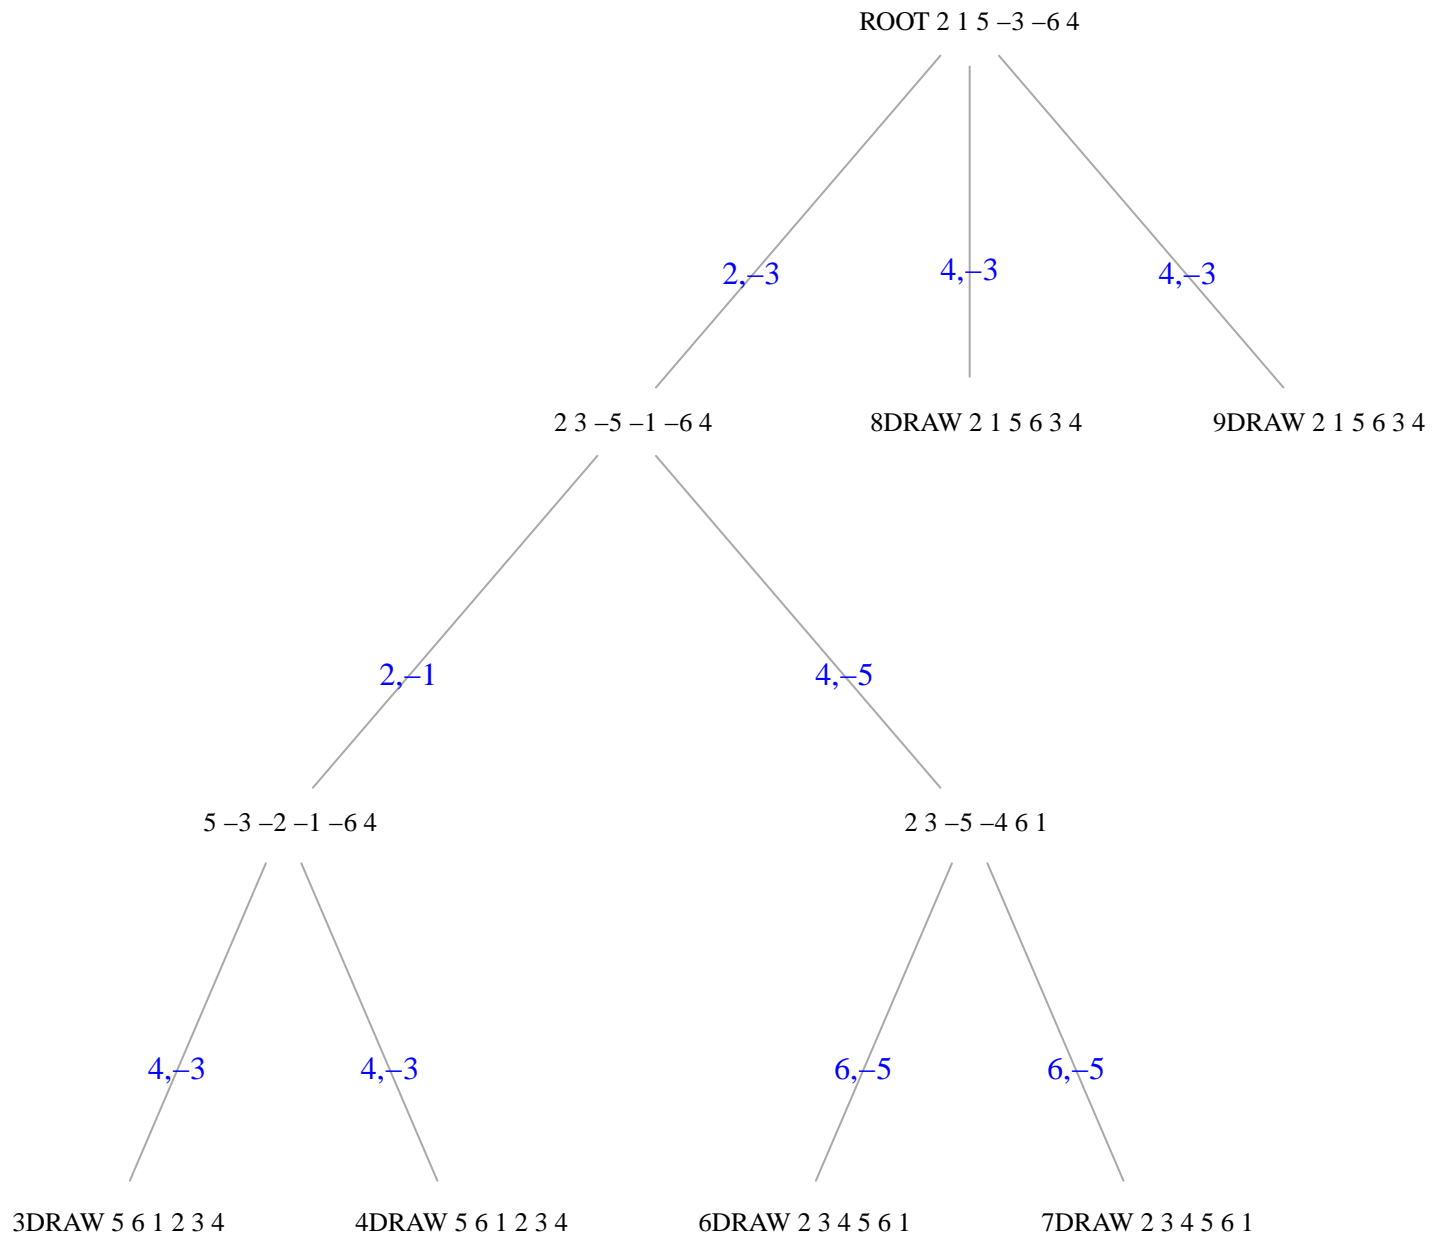 ROOT 2 1 5 –3 –6 4
2,–3
4,–3
4,–3
2 3 –5 –1 –6 4
8DRAW 2 1 5 6 3 4
9DRAW 2 1 5 6 3 4
2,–1
4,–5
5 –3 –2 –1 –6 4
2 3 –5 –4 6 1
4,–3
4,–3
6,–5
6,–5
3DRAW 5 6 1 2 3 4
4DRAW 5 6 1 2 3 4
6DRAW 2 3 4 5 6 1
7DRAW 2 3 4 5 6 1